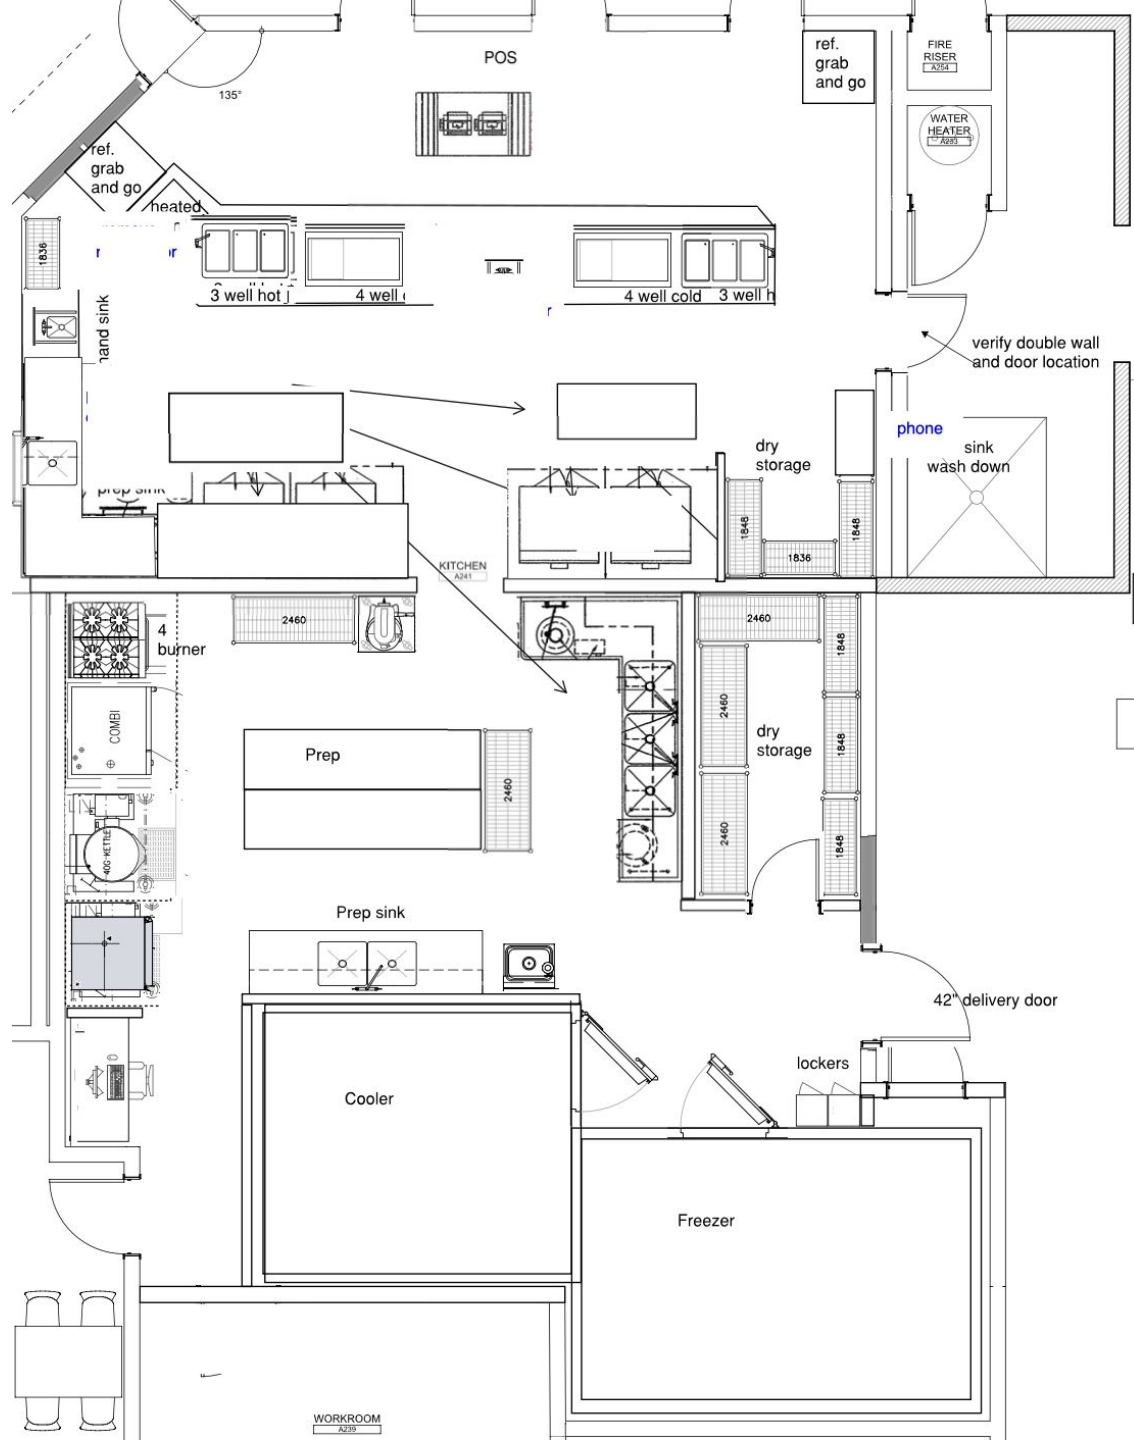 POS
ref.
grab
and go
FIRE
RISER
A254
135°
WATER
HEATER
A253
ref.
grab
and go
heated
1836
3 well hot
4 well
4 well cold
3 well h
hand sink
verify double wall
and door location
phone
sink
wash down
dry
storage
prep sink
1848
1836
1848
KITCHEN
A241
4
burner
2460
2460
1848
COMBI
2460
dry
storage
1848
Prep
2460
40G-KETTLE
2460
1848
Prep sink
42" delivery door
lockers
Cooler
Freezer
WORKROOM
A239